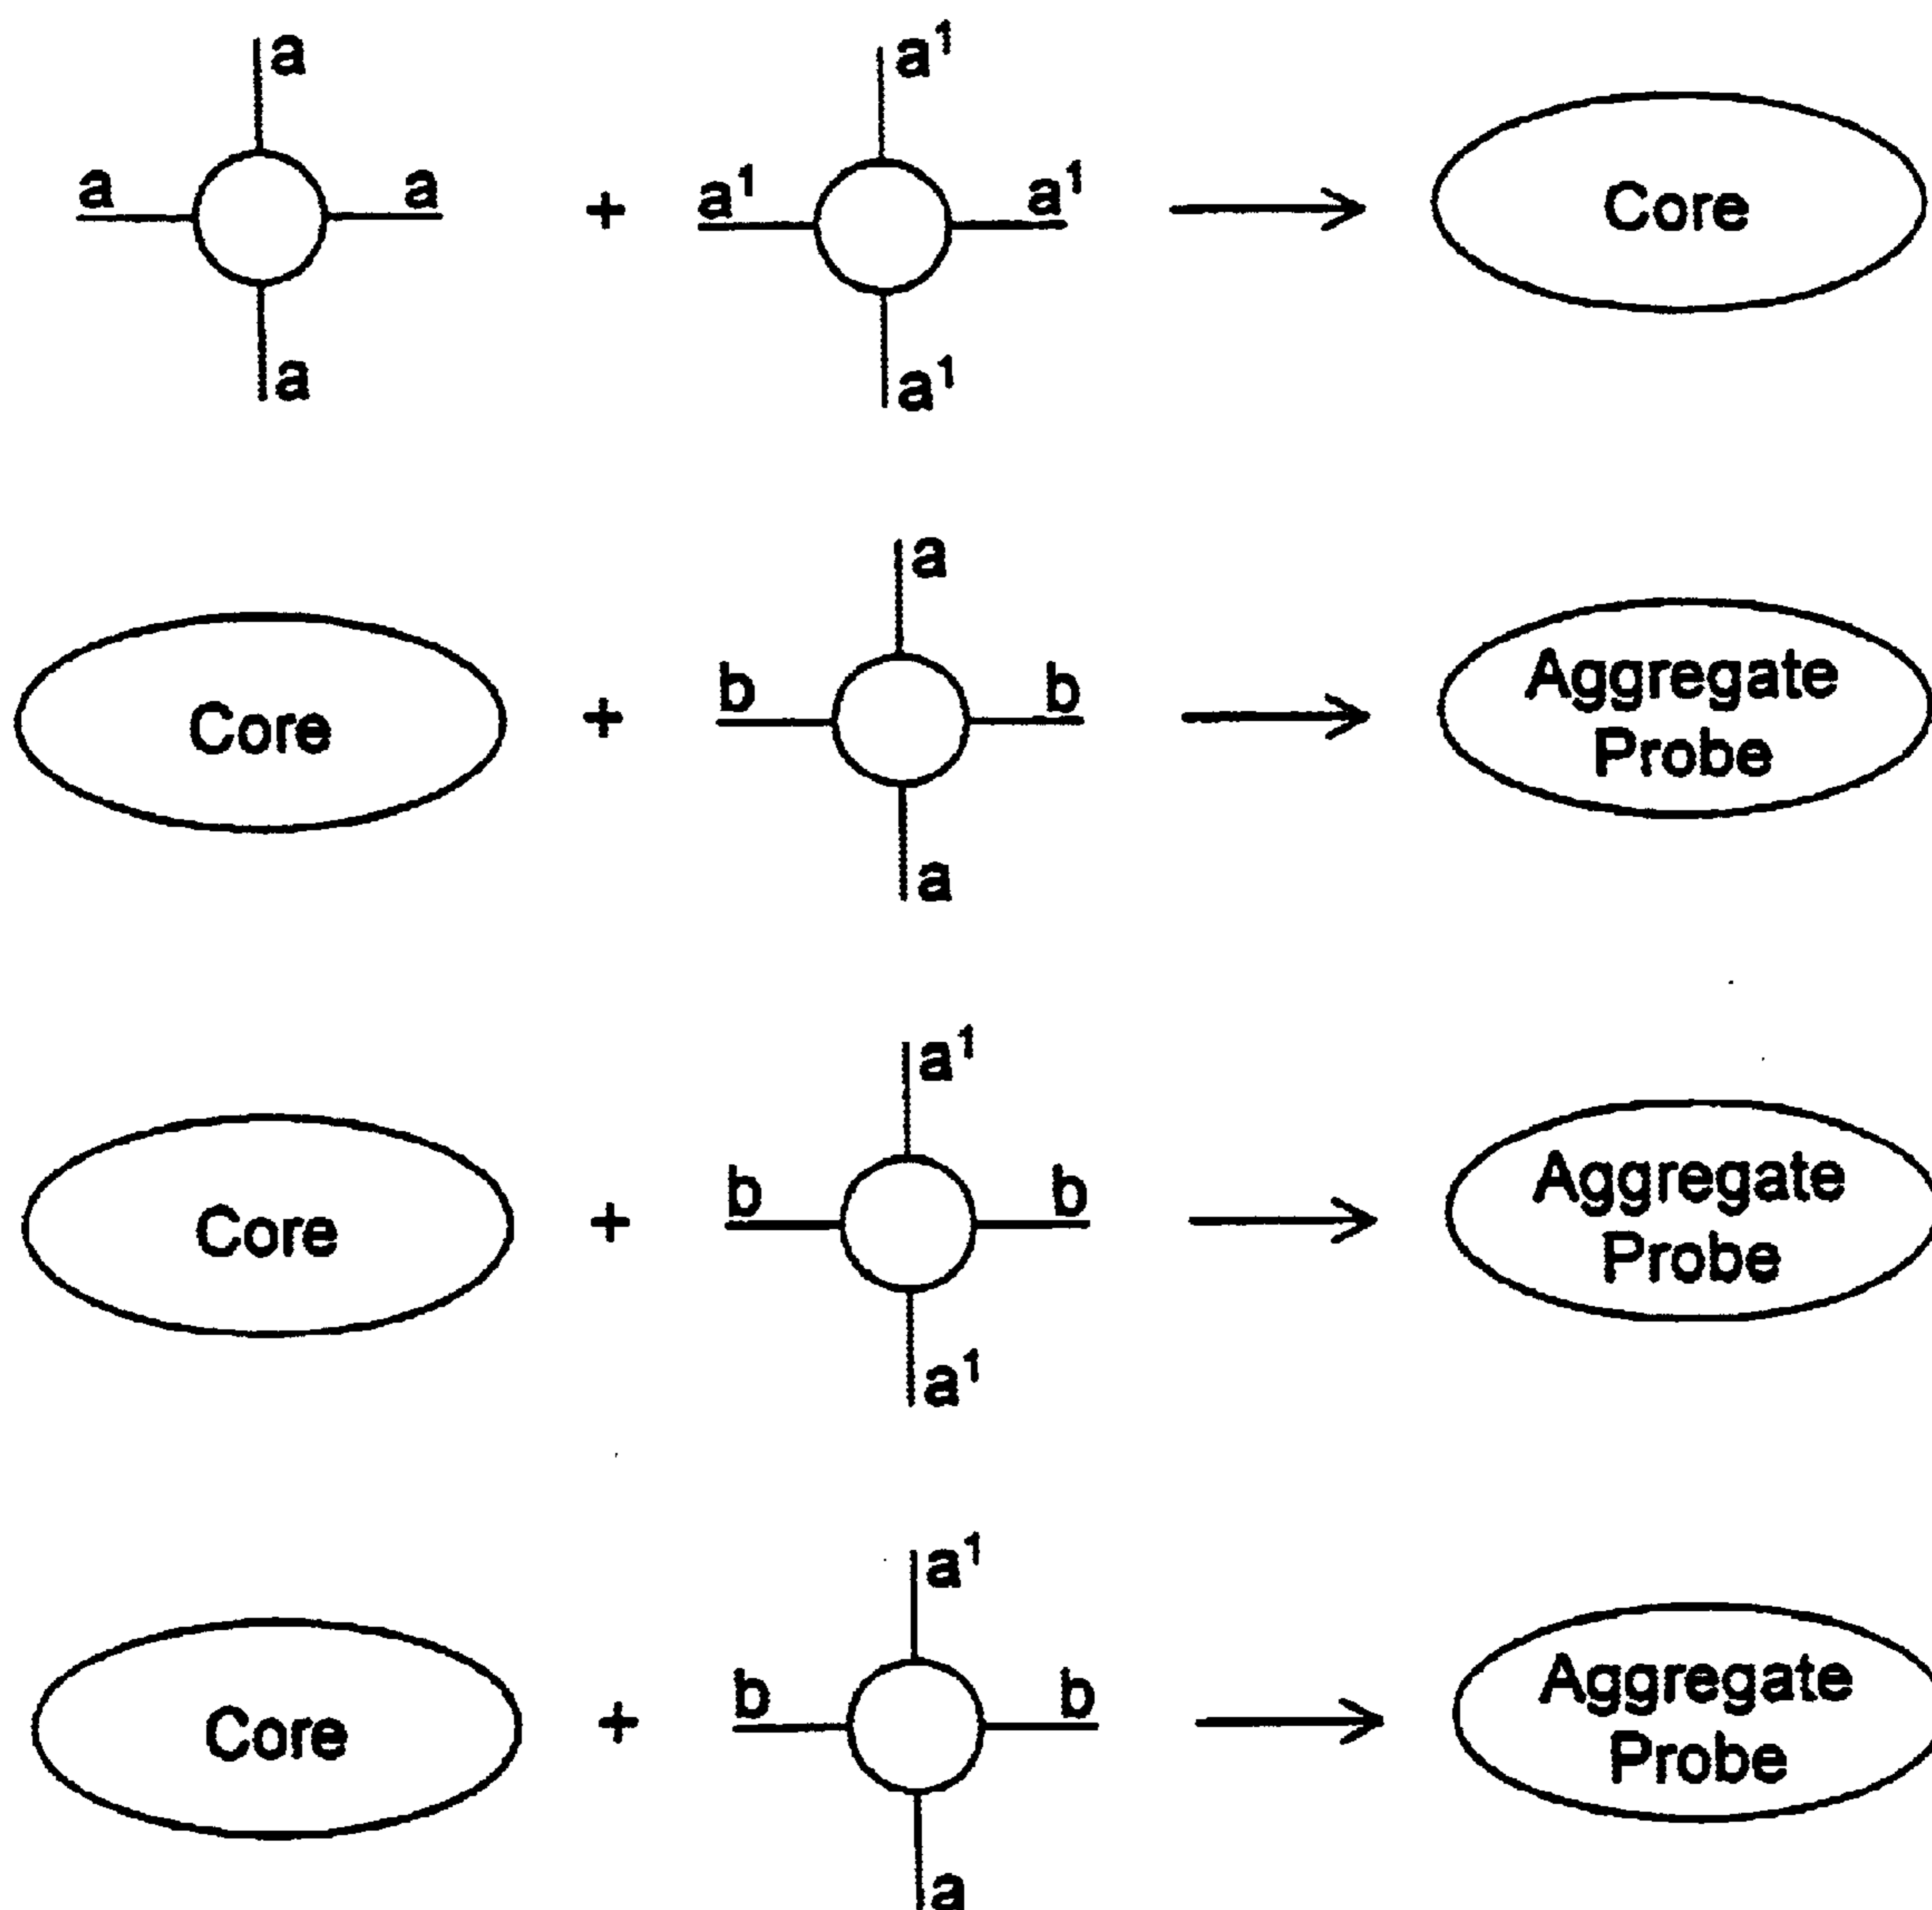 a a¹
a a + a¹ a¹ Core
a a¹
a
Core + b b Aggregate
Probe
a
a¹
Core + b b Aggregate
Probe
a¹
a¹
Core + b b Aggregate
Probe
a